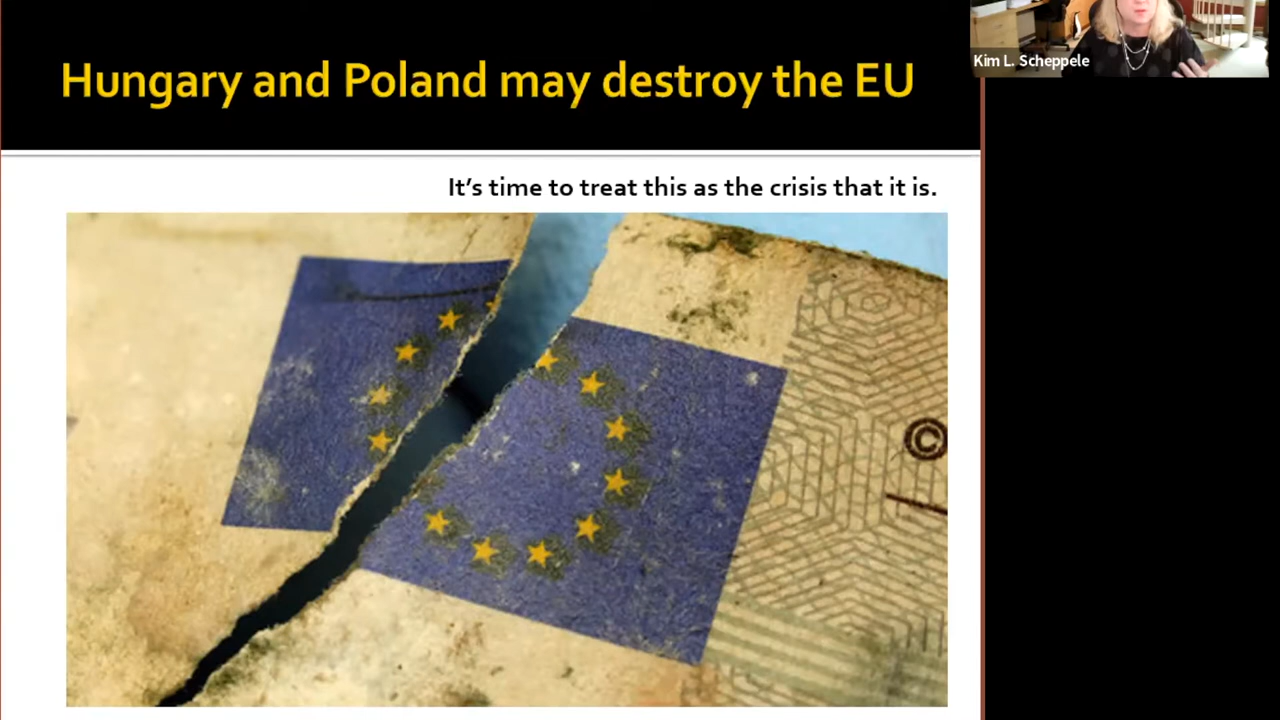 Hungary and Poland may destroy the EU
Kim L. Scheppele
It’s time to treat this as the crisis that it is.
©